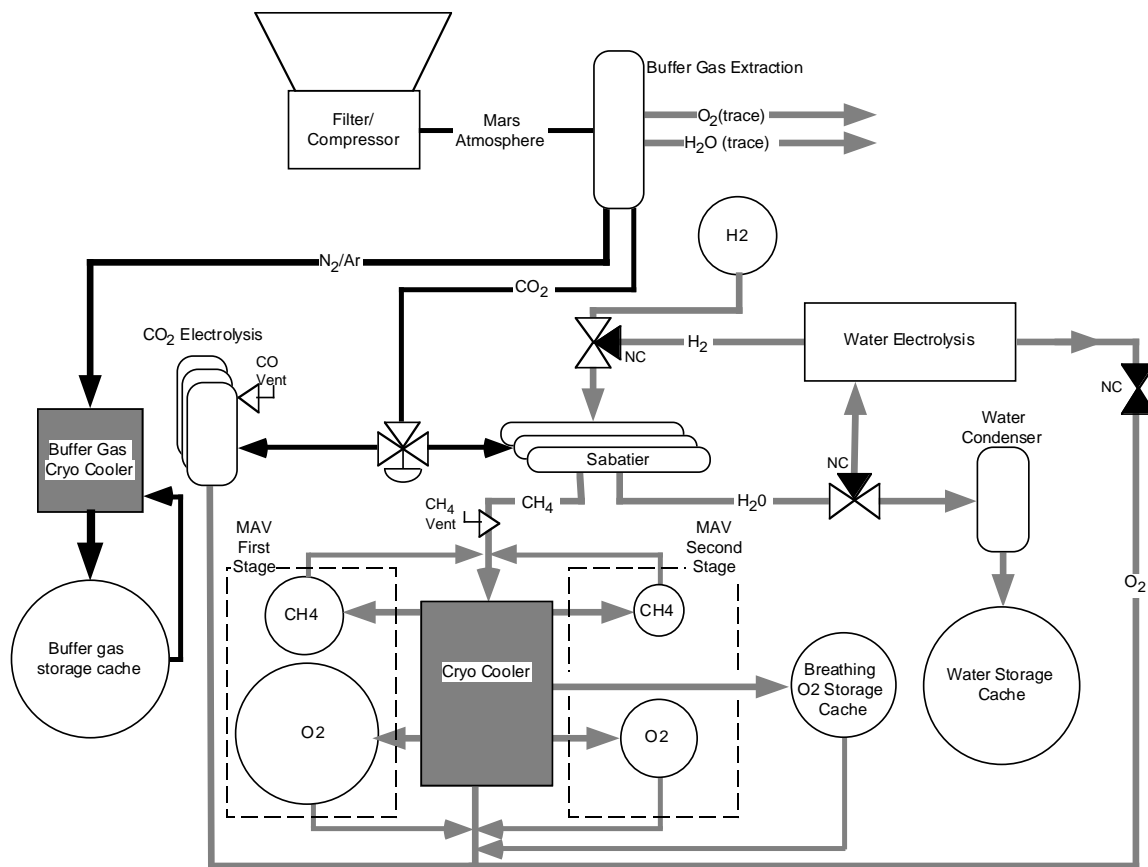 Buffer Gas Extraction
Filter/
Compressor
Mars
Atmosphere
O2(trace)
H2O (trace)
H2
N2/Ar
CO2
CO2 Electrolysis
CO
Vent
NC
H2
Water Electrolysis
NC
Buffer Gas
Cryo Cooler
Sabatier
Water
Condenser
NC
CH4
Vent
CH4
H20
MAV
First
Stage
MAV
Second
Stage
O2
CH4
CH4
Buffer gas
storage cache
Cryo Cooler
Breathing
O2 Storage
Cache
Water Storage
Cache
O2
O2